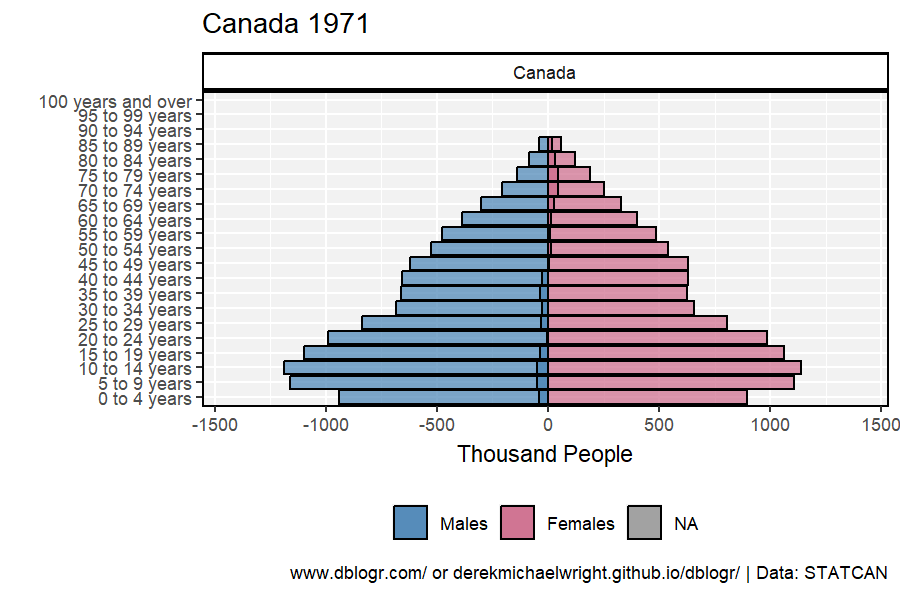 Canada 1971
Canada
100 years and over
95 to 99 years
90 to 94 years
85 to 89 years
80 to 84 years
75 to 79 years
70 to 74 years
65 to 69 years
60 to 64 years
55 to 59 years
50 to 54 years
45 to 49 years
40 to 44 years
35 to 39 years
30 to 34 years
25 to 29 years
20 to 24 years
15 to 19 years
10 to 14 years
5 to 9 years
0 to 4 years
-1500 -1000 -500 0 500 1000 1500
Thousand People
Males Females NA
www.dblogr.com/ or derekmichaelwright.github.io/dblogr/ | Data: STATCAN